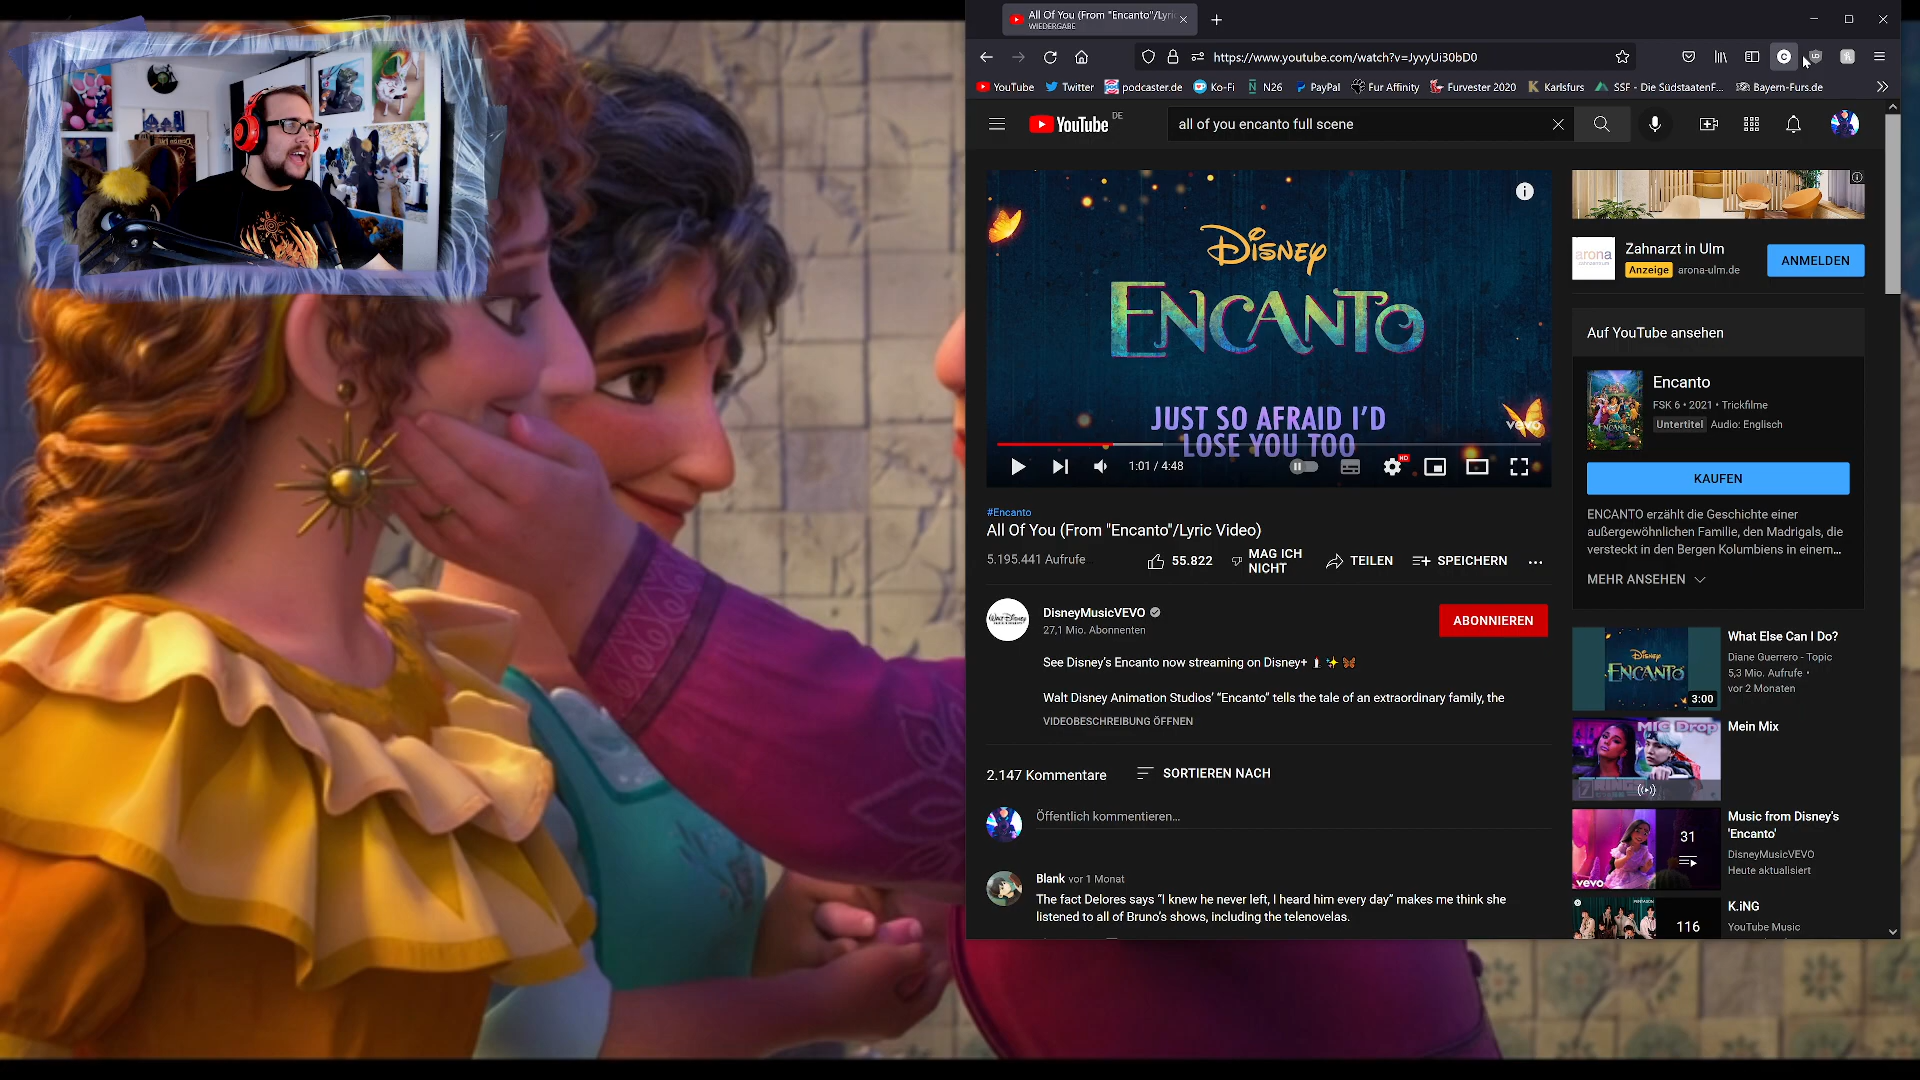 All Of You (From "Encanto"/Lyri
WIEDERGABE
https://www.youtube.com/watch?v=JyvyUi30bD0
YouTube
Twitter
podcaster.de
Ko-Fi
N26
PayPal
Fur Affinity
Furvester 2020
Karlsfurs
SSF - Die SüdstaatenF...
Bayern-Furs.de
YouTube DE
all of you encanto full scene
Disney
ENCANTO
JUST SO AFRAID I'D
LOSE YOU TOO
vevo
1:01 / 4:48
HD
#Encanto
All Of You (From "Encanto"/Lyric Video)
5.195.441 Aufrufe
55.822
MAG ICH
NICHT
TEILEN
SPEICHERN
DisneyMusicVEVO
27,1 Mio. Abonnenten
ABONNIEREN
See Disney's Encanto now streaming on Disney+
Walt Disney Animation Studios' "Encanto" tells the tale of an extraordinary family, the
VIDEOBESCHREIBUNG ÖFFNEN
2.147 Kommentare
SORTIEREN NACH
Öffentlich kommentieren...
Blank vor 1 Monat
The fact Delores says "I knew he never left, I heard him every day" makes me think she
listened to all of Bruno's shows, including the telenovelas.
arona
Zahnarzt in Ulm
Anzeige arona-ulm.de
ANMELDEN
Auf YouTube ansehen
Encanto
FSK 6 • 2021 • Trickfilme
Untertitel Audio: Englisch
KAUFEN
ENCANTO erzählt die Geschichte einer
außergewöhnlichen Familie, den Madrigals, die
versteckt in den Bergen Kolumbiens in einem...
MEHR ANSEHEN
Disney
ENCANTO
3:00
What Else Can I Do?
Diane Guerrero - Topic
5,3 Mio. Aufrufe •
vor 2 Monaten
MIC Drop
7 RINGS
Mein Mix
31
vevo
Music from Disney's
'Encanto'
DisneyMusicVEVO
Heute aktualisiert
116
K.iNG
YouTube Music